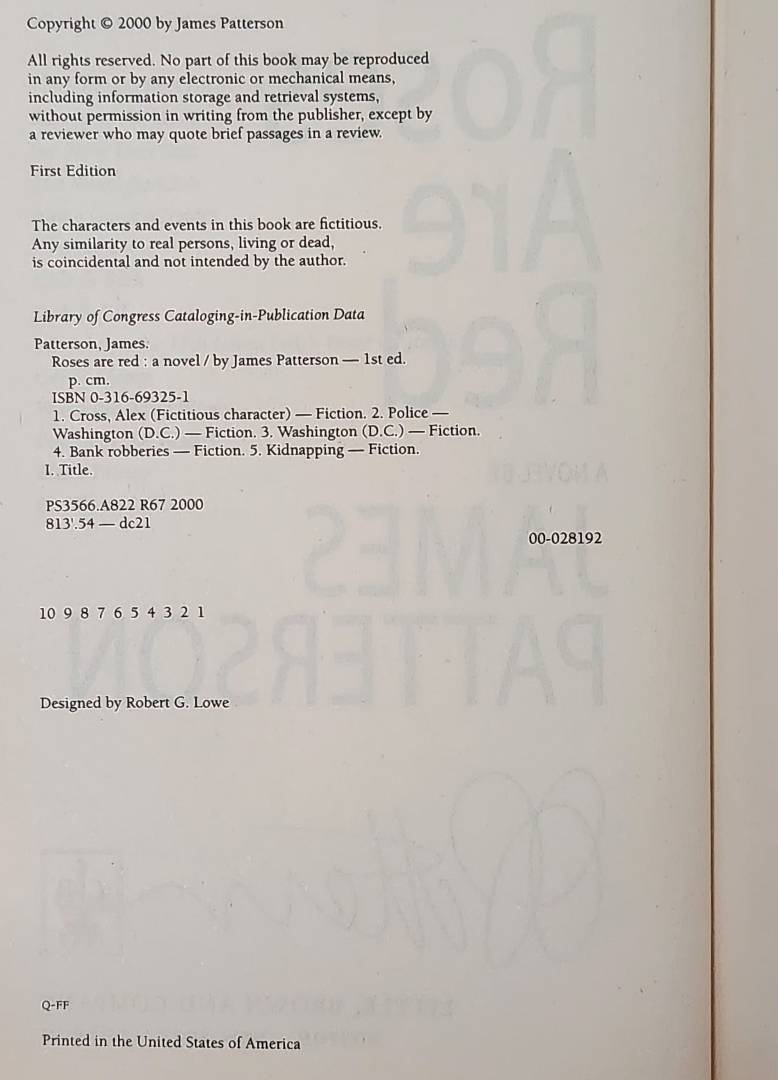 Copyright © 2000 by James Patterson
All rights reserved. No part of this book may be reproduced
in any form or by any electronic or mechanical means,
including information storage and retrieval systems,
without permission in writing from the publisher, except by
a reviewer who may quote brief passages in a review.
First Edition
The characters and events in this book are fictitious.
Any similarity to real persons, living or dead,
is coincidental and not intended by the author.
Library of Congress Cataloging-in-Publication Data
Patterson, James.
Roses are red : a novel / by James Patterson — 1st ed.
p. cm.
ISBN 0-316-69325-1
1. Cross, Alex (Fictitious character) — Fiction. 2. Police —
Washington (D.C.) — Fiction. 3. Washington (D.C.) — Fiction.
4. Bank robberies — Fiction. 5. Kidnapping — Fiction.
I. Title.
PS3566.A822 R67 2000
813'.54 — dc21
00-028192
10 9 8 7 6 5 4 3 2 1
Designed by Robert G. Lowe
Q-FF
Printed in the United States of America